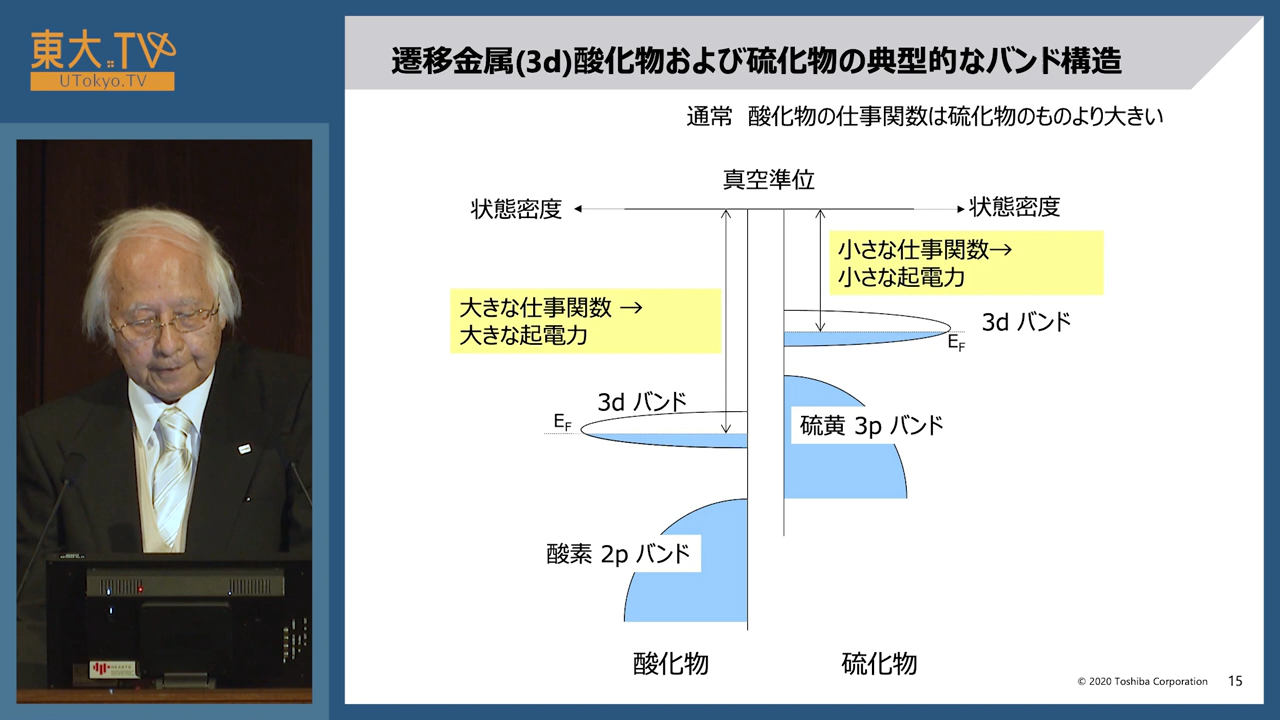 東大.TV
UTokyo.TV
遷移金属(3d)酸化物および硫化物の典型的なバンド構造
通常　酸化物の仕事関数は硫化物のものより大きい
真空準位
状態密度
状態密度
小さな仕事関数→
小さな起電力
大きな仕事関数 →
大きな起電力
3d バンド
EF
3d バンド
EF
硫黄 3p バンド
酸素 2p バンド
酸化物
硫化物
© 2020 Toshiba Corporation
15